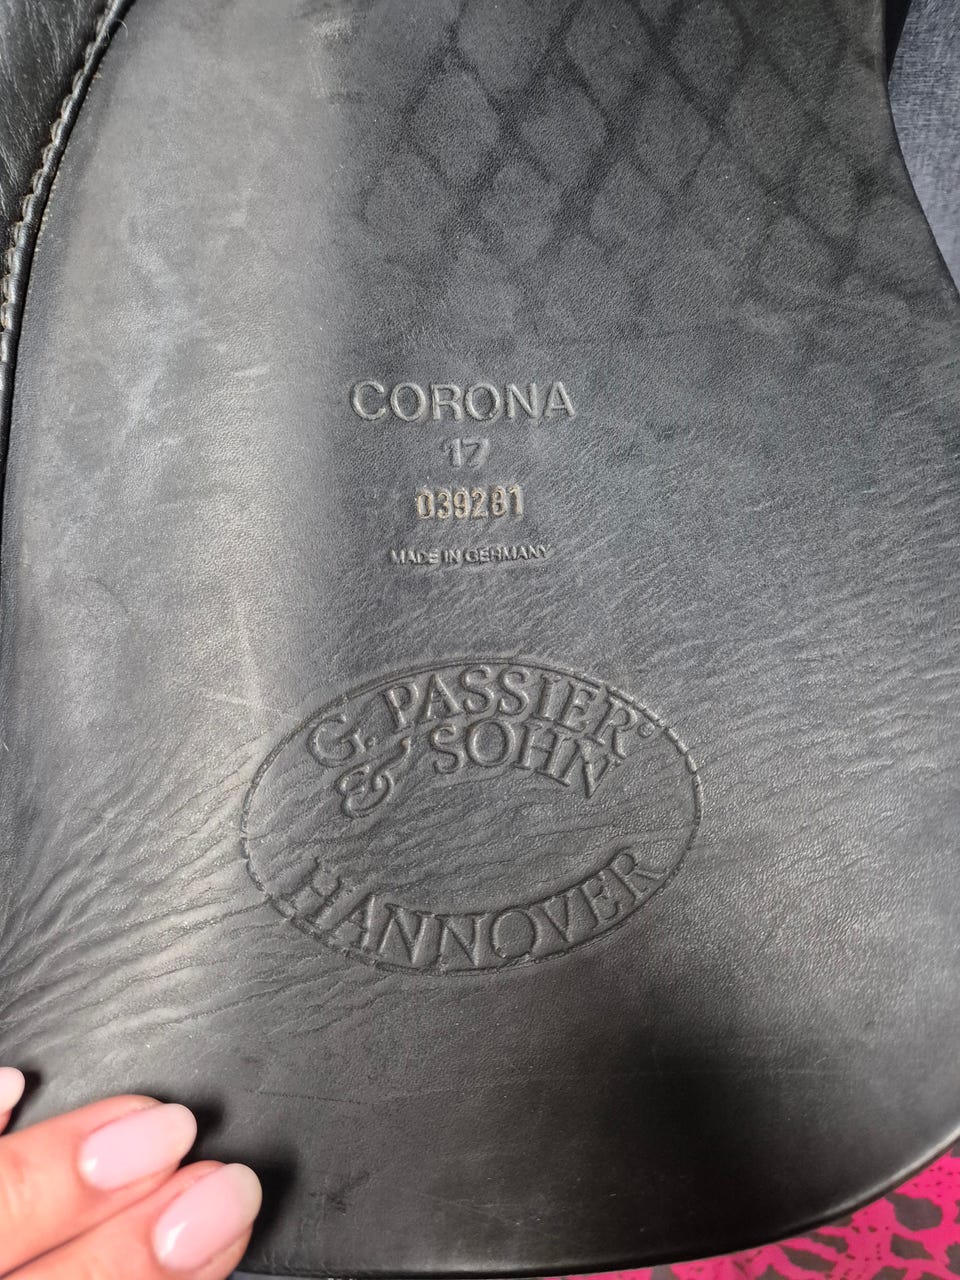 CORONA
17
039281
MADE IN GERMANY
G. PASSIER
& SOHN
HANNOVER